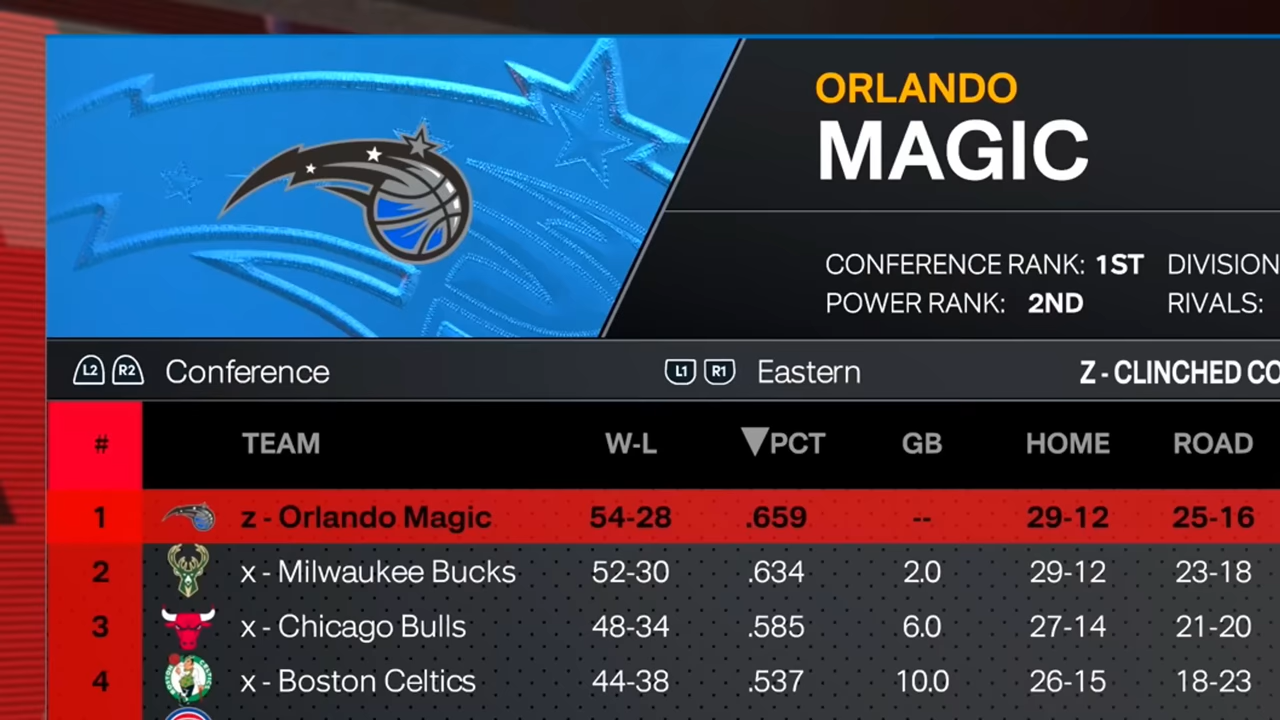 ORLANDO
MAGIC
CONFERENCE RANK: 1ST DIVISION
POWER RANK: 2ND RIVALS:
L2 R2 Conference L1 R1 Eastern Z - CLINCHED CO
# TEAM W-L ▼PCT GB HOME ROAD
1 z - Orlando Magic 54-28 .659 -- 29-12 25-16
2 x - Milwaukee Bucks 52-30 .634 2.0 29-12 23-18
3 x - Chicago Bulls 48-34 .585 6.0 27-14 21-20
4 x - Boston Celtics 44-38 .537 10.0 26-15 18-23